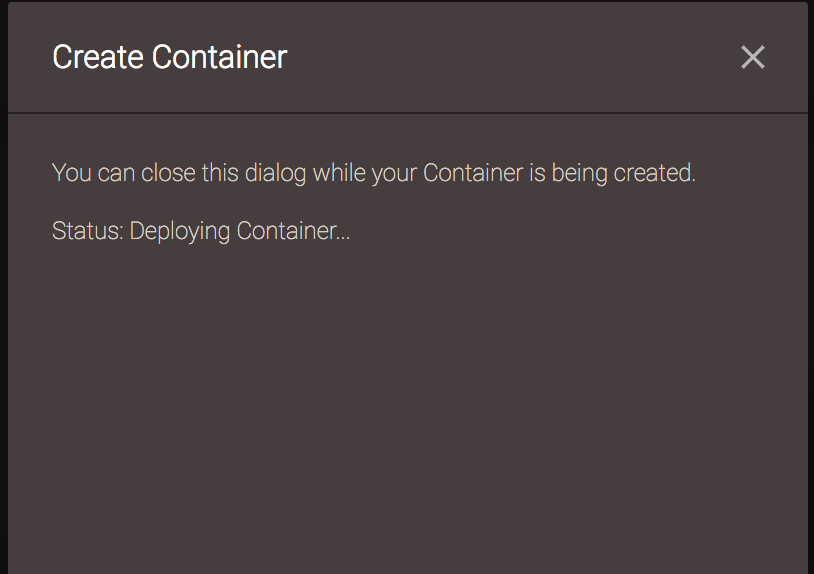 Create Container
You can close this dialog while your Container is being created.
Status: Deploying Container...